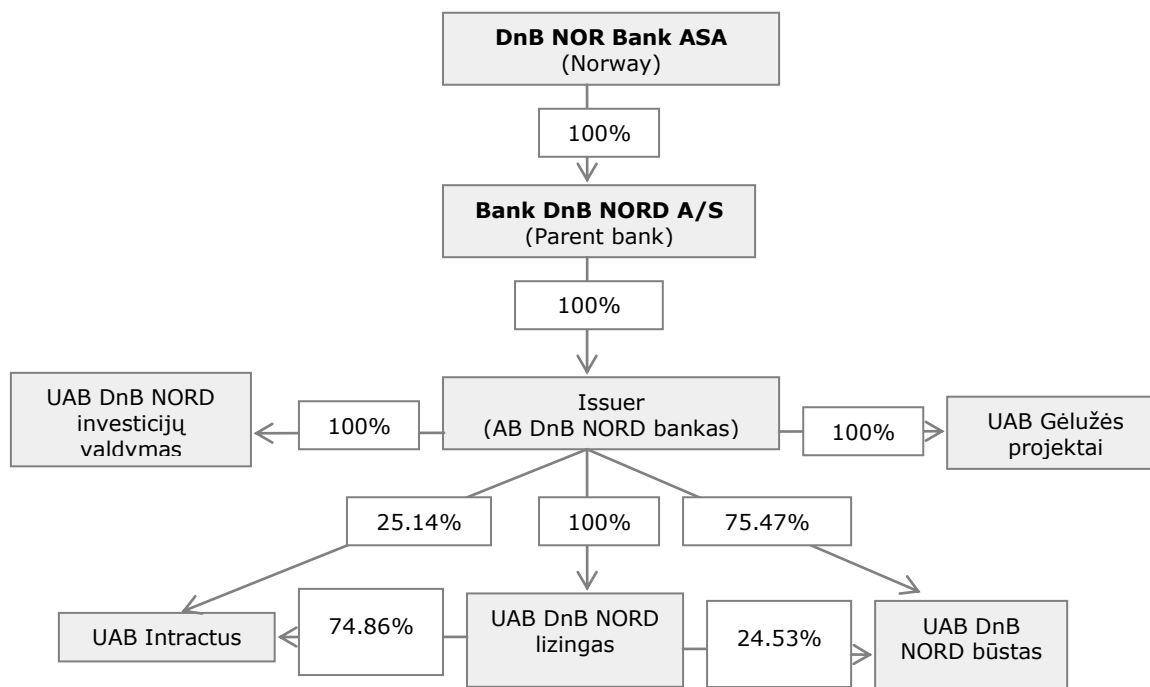 DnB NOR Bank ASA
(Norway)
100%
Bank DnB NORD A/S
(Parent bank)
100%
UAB DnB NORD
investicijų
valdymas
100%
Issuer
(AB DnB NORD bankas)
100%
UAB Gėlužės
projektai
25.14%
100%
75.47%
UAB Intractus
74.86%
UAB DnB NORD
lizingas
24.53%
UAB DnB
NORD būstas